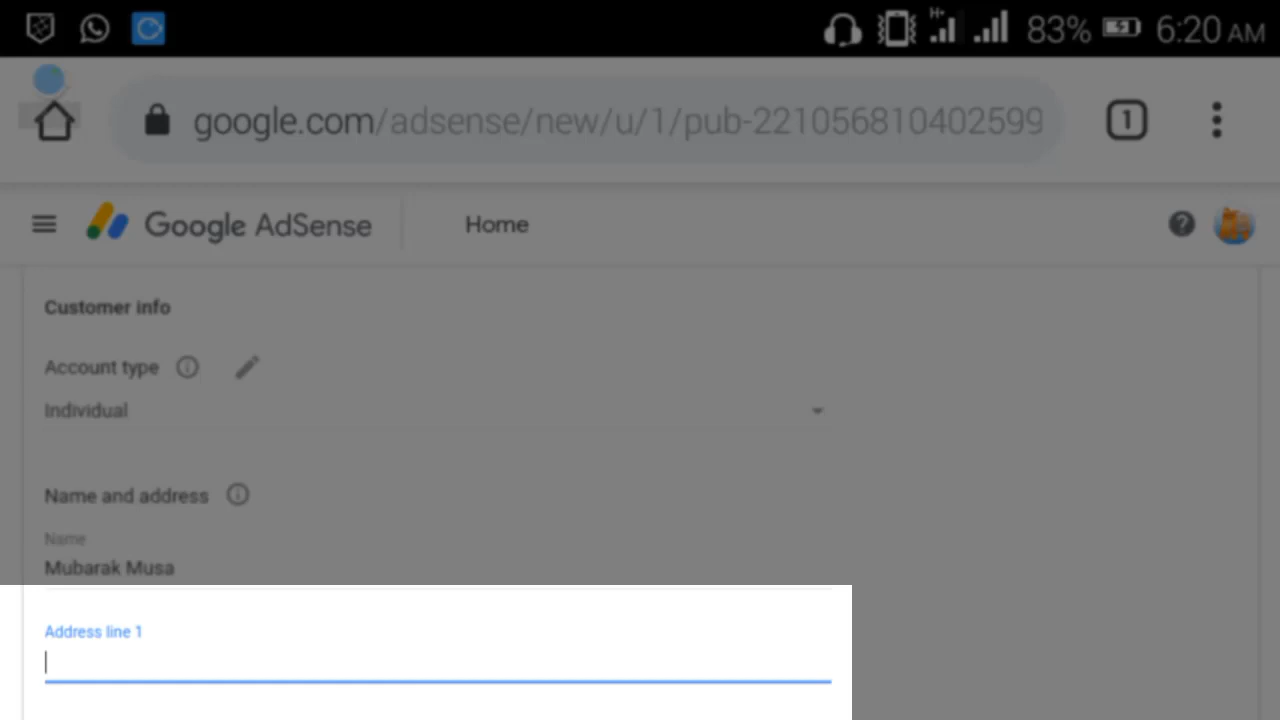 H+
83%
6:20 AM
google.com/adsense/new/u/1/pub-221056810402599
1
Google AdSense
Home
Customer info
Account type
Individual
Name and address
Name
Mubarak Musa
Address line 1